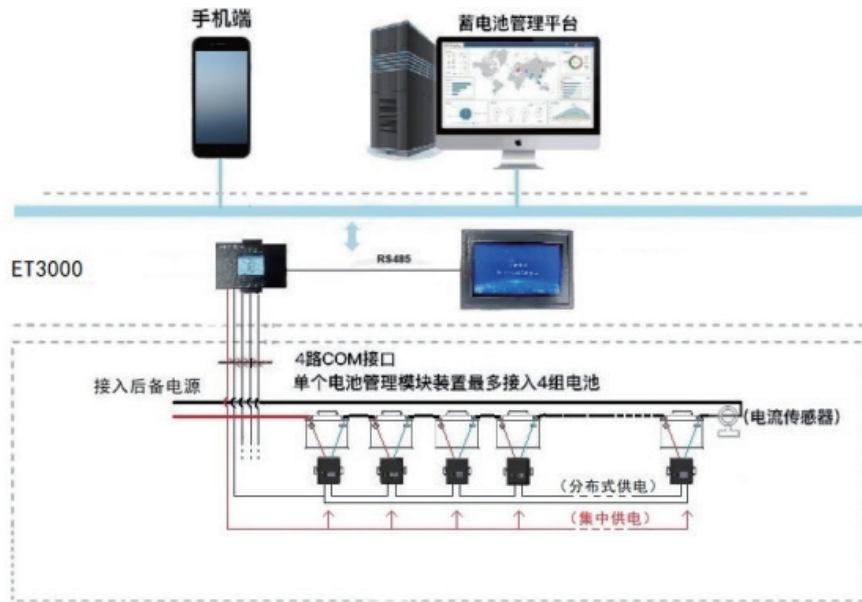 手机端
蓄电池管理平台
ET3000
RS485
4路COM接口
接入后备电源
单个电池管理模块装置最多接入4组电池
(电流传感器)
(分布式供电)
(集中供电)